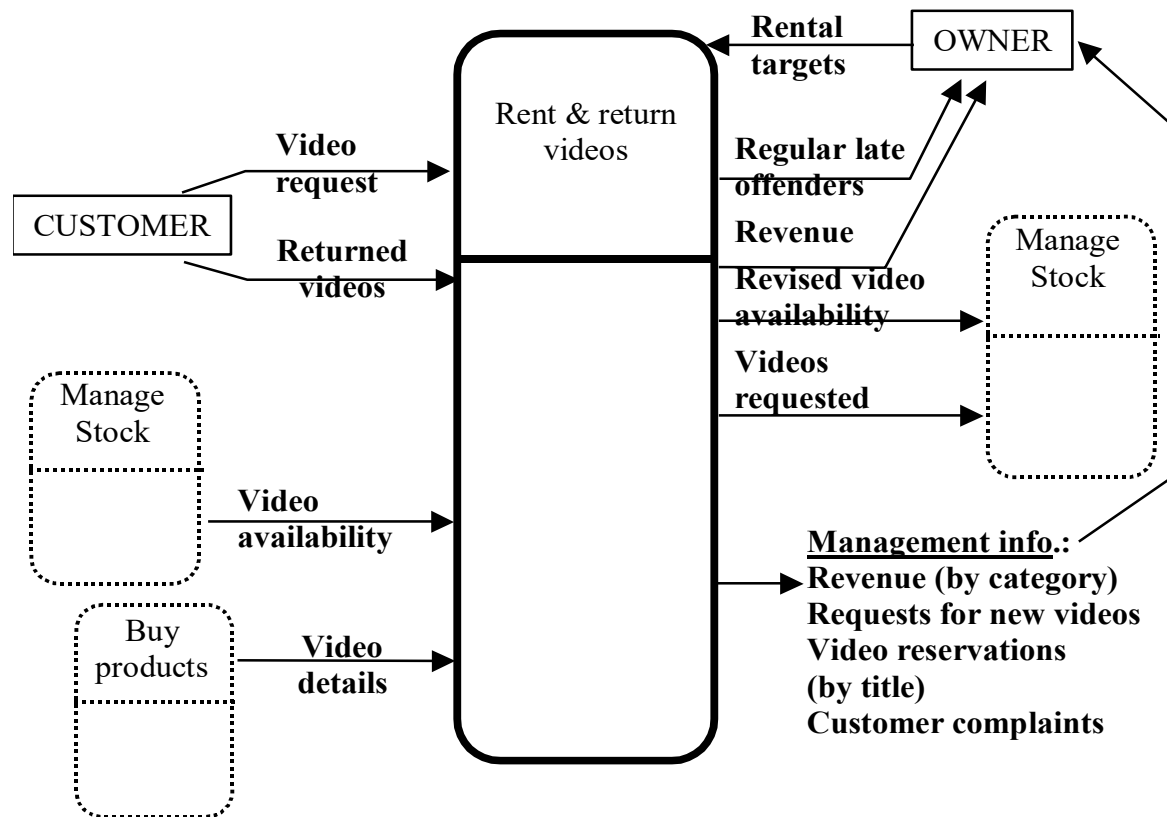 Rental
targets
OWNER
Rent & return
videos
Video
request
Regular late
offenders
CUSTOMER
Returned
videos
Revenue
Revised video
availability
Manage
Stock
Videos
requested
Manage
Stock
Video
availability
Management info.:
Revenue (by category)
Requests for new videos
Video reservations
(by title)
Customer complaints
Buy
products
Video
details